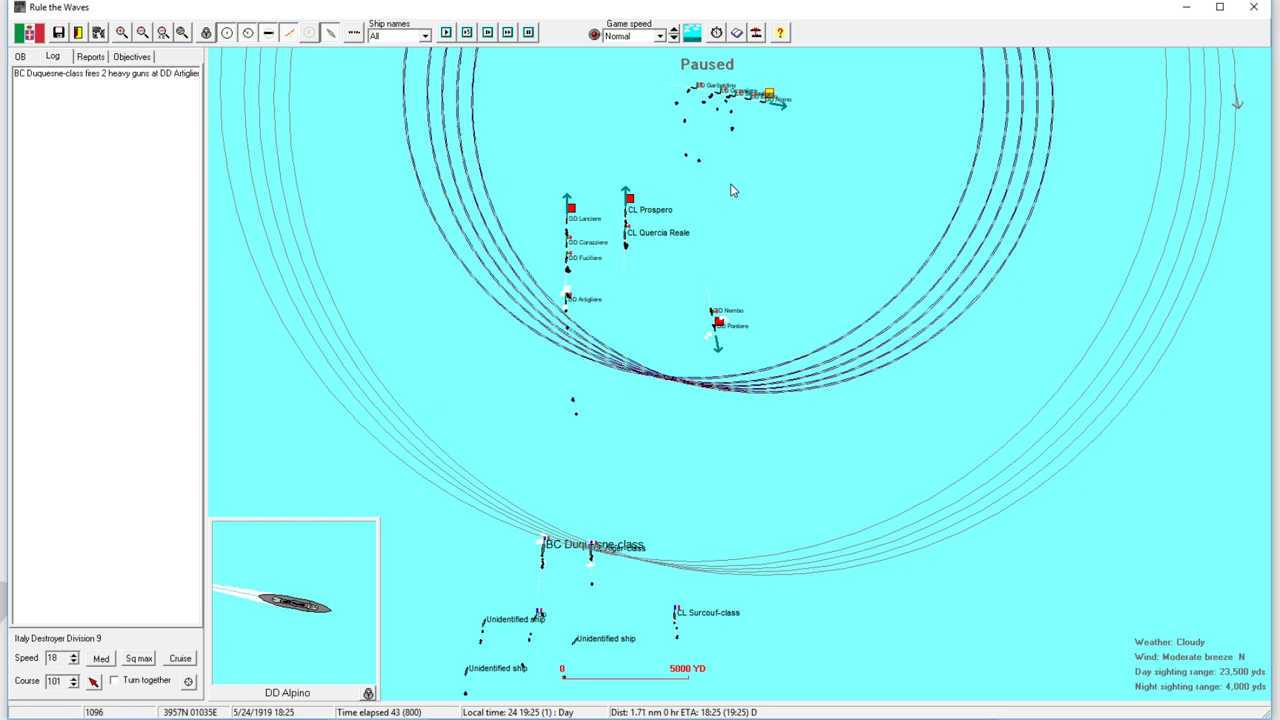 Rule the Waves
Ship names
All
Game speed
Normal
OB
Log
Reports
Objectives
BC Duquesne-class fires 2 heavy guns at DD Artiglier
Paused
DD Garibaldino
DD Alpino
DD Lanciere
CL Prospero
DD Corazziere
CL Quercia Reale
DD Fuciliere
DD Artigliere
DD Nembo
DD Pontiere
BC Duquesne-class
CL Surcouf-class
Unidentified ship
Unidentified ship
Unidentified ship
0
5000 YD
Weather: Cloudy
Wind: Moderate breeze N
Day sighting range: 23,500 yds
Night sighting range: 4,000 yds
Italy Destroyer Division 9
Speed
18
Med
Sq max
Cruise
Course
101
Turn together
DD Alpino
1096
3957N 01035E
5/24/1919 18:25
Time elapsed 43 (800)
Local time: 24 19:25 (1) : Day
Dist: 1.71 nm 0 hr ETA: 18:25 (19:25) D